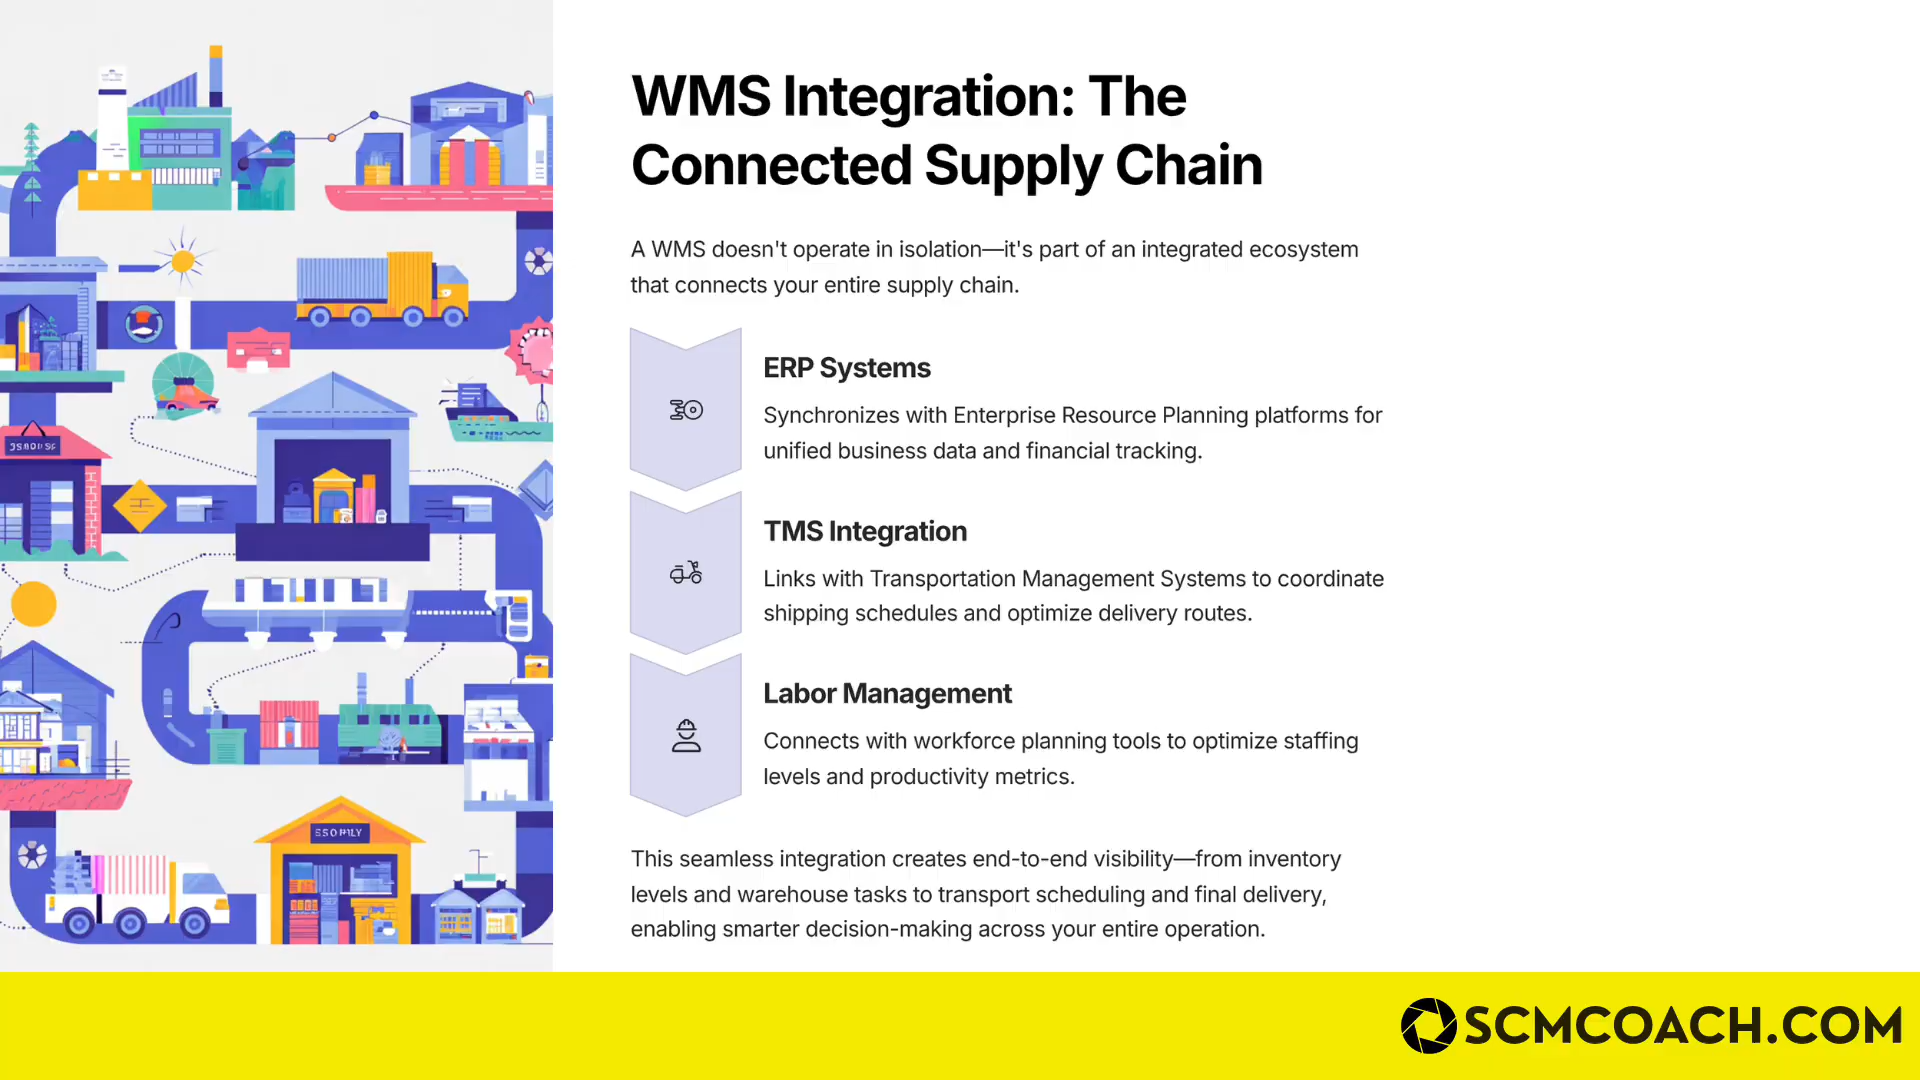 WMS Integration: The
Connected Supply Chain
A WMS doesn't operate in isolation—it's part of an integrated ecosystem
that connects your entire supply chain.
ERP Systems
Synchronizes with Enterprise Resource Planning platforms for
unified business data and financial tracking.
TMS Integration
Links with Transportation Management Systems to coordinate
shipping schedules and optimize delivery routes.
Labor Management
Connects with workforce planning tools to optimize staffing
levels and productivity metrics.
This seamless integration creates end-to-end visibility—from inventory
levels and warehouse tasks to transport scheduling and final delivery,
enabling smarter decision-making across your entire operation.
SCMCOACH.COM